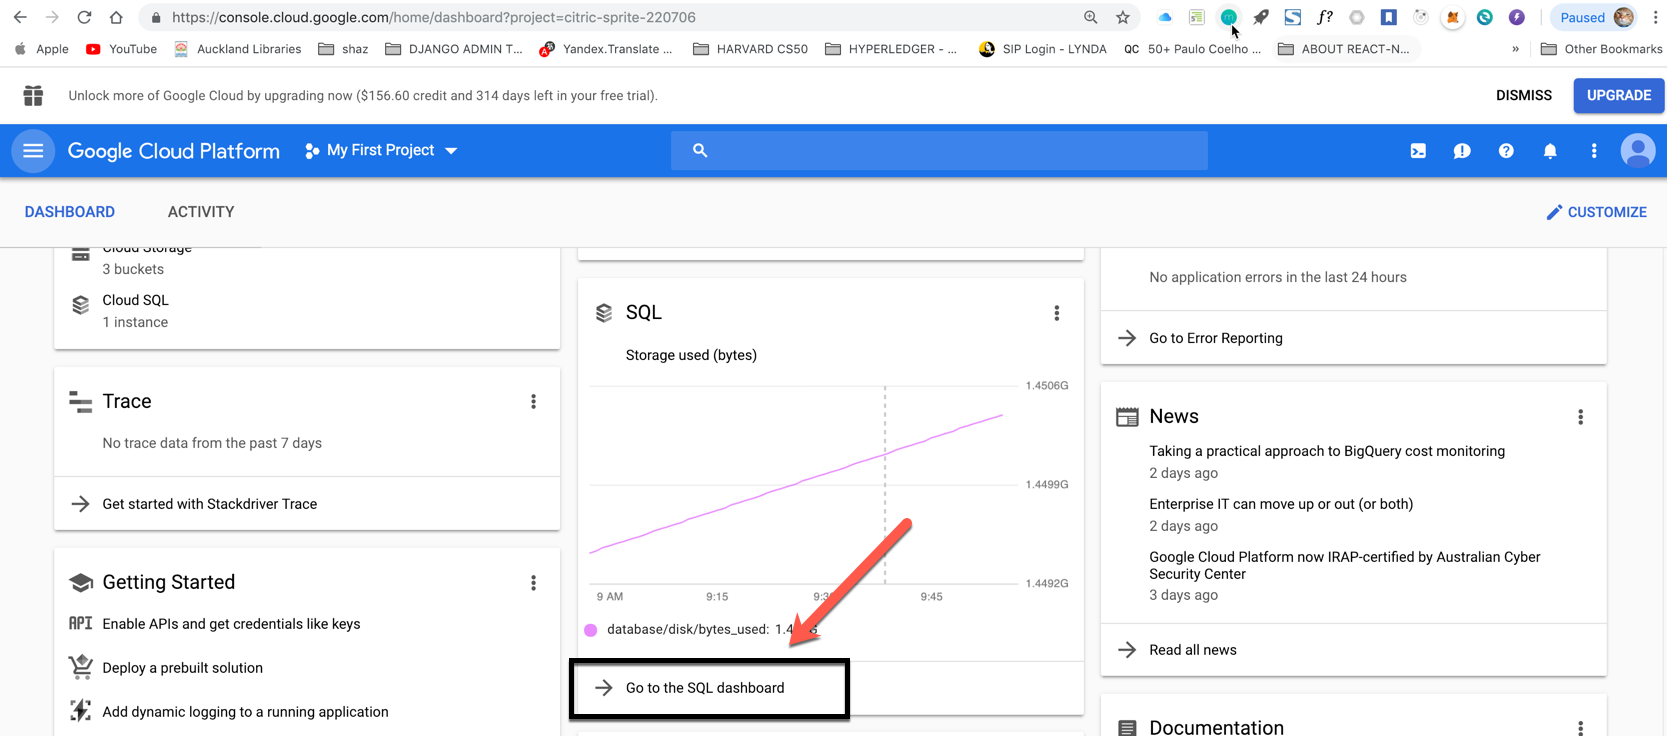 https://console.cloud.google.com/home/dashboard?project=citric-sprite-220706
Paused
Apple YouTube Auckland Libraries shaz DJANGO ADMIN T... Yandex.Translate ... HARVARD CS50 HYPERLEDGER - ... SIP Login - LYNDA QC 50+ Paulo Coelho ... ABOUT REACT-N... » Other Bookmarks
Unlock more of Google Cloud by upgrading now ($156.60 credit and 314 days left in your free trial).
DISMISS
UPGRADE
Google Cloud Platform
My First Project
DASHBOARD
ACTIVITY
CUSTOMIZE
Cloud Storage
3 buckets
Cloud SQL
1 instance
Trace
No trace data from the past 7 days
Get started with Stackdriver Trace
Getting Started
API Enable APIs and get credentials like keys
Deploy a prebuilt solution
Add dynamic logging to a running application
SQL
Storage used (bytes)
1.4506G
1.4499G
1.4492G
9 AM 9:15 9:45
database/disk/bytes_used:
Go to the SQL dashboard
No application errors in the last 24 hours
Go to Error Reporting
News
Taking a practical approach to BigQuery cost monitoring
2 days ago
Enterprise IT can move up or out (or both)
2 days ago
Google Cloud Platform now IRAP-certified by Australian Cyber
Security Center
3 days ago
Read all news
Documentation